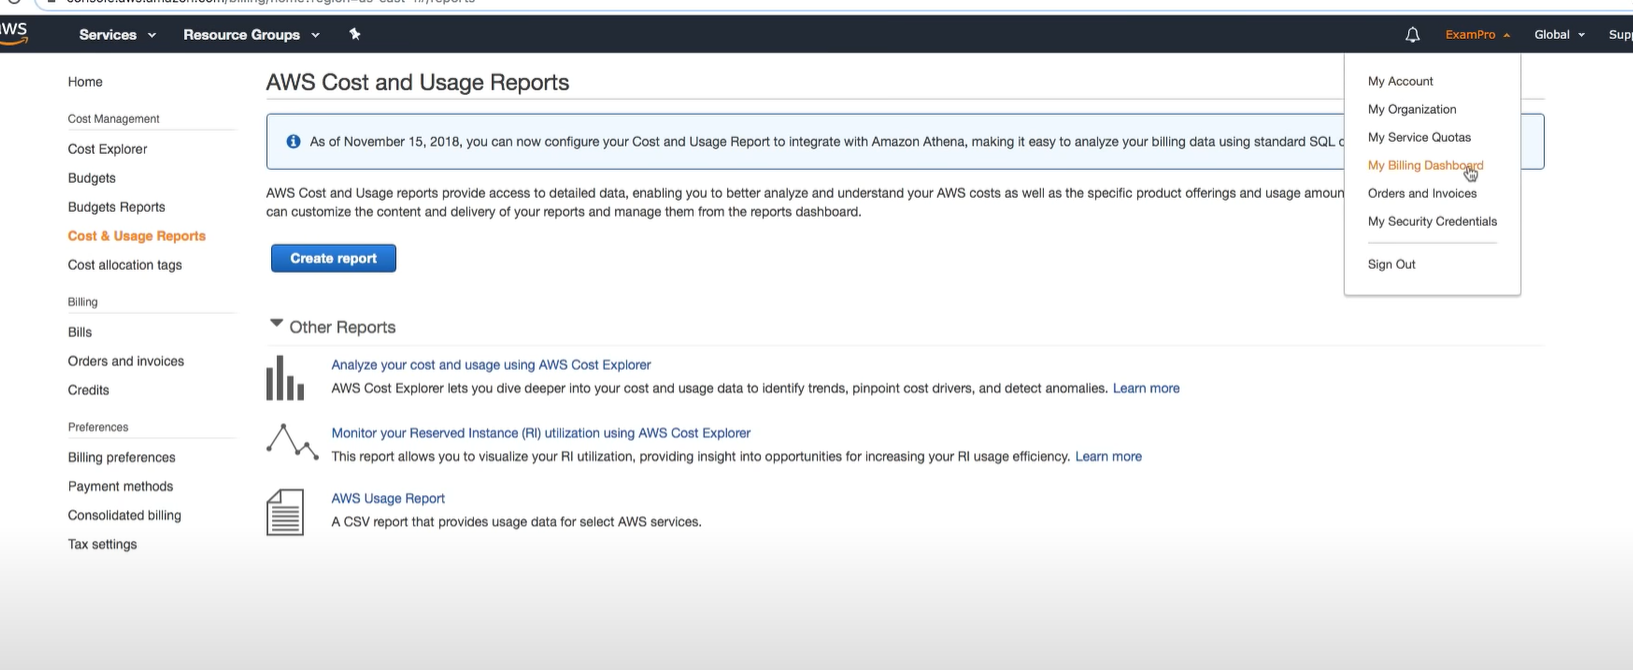 console.aws.amazon.com/billing/home?region=us-east-1#/reports
Services
Resource Groups
ExamPro
Global
My Account
My Organization
My Service Quotas
My Billing Dashboard
Orders and Invoices
My Security Credentials
Sign Out
Home
Cost Management
Cost Explorer
Budgets
Budgets Reports
Cost & Usage Reports
Cost allocation tags
Billing
Bills
Orders and invoices
Credits
Preferences
Billing preferences
Payment methods
Consolidated billing
Tax settings
AWS Cost and Usage Reports
As of November 15, 2018, you can now configure your Cost and Usage Report to integrate with Amazon Athena, making it easy to analyze your billing data using standard SQL
AWS Cost and Usage reports provide access to detailed data, enabling you to better analyze and understand your AWS costs as well as the specific product offerings and usage amoun
can customize the content and delivery of your reports and manage them from the reports dashboard.
Create report
Other Reports
Analyze your cost and usage using AWS Cost Explorer
AWS Cost Explorer lets you dive deeper into your cost and usage data to identify trends, pinpoint cost drivers, and detect anomalies. Learn more
Monitor your Reserved Instance (RI) utilization using AWS Cost Explorer
This report allows you to visualize your RI utilization, providing insight into opportunities for increasing your RI usage efficiency. Learn more
AWS Usage Report
A CSV report that provides usage data for select AWS services.